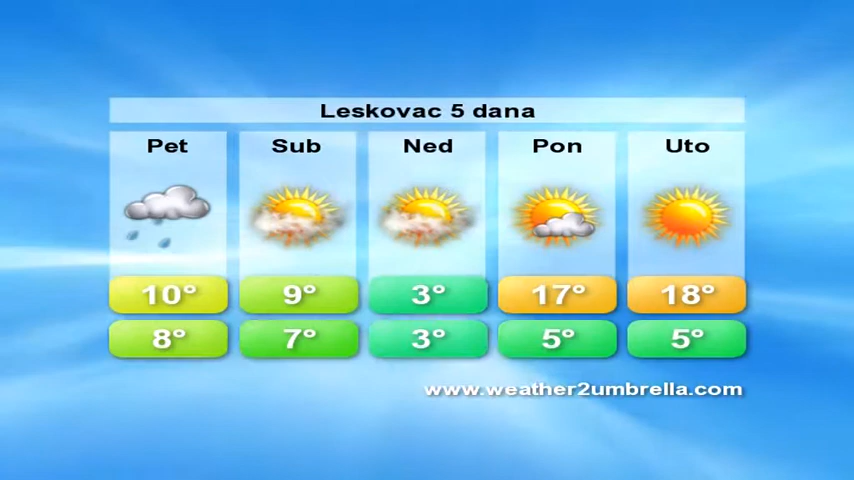 Leskovac 5 dana
Pet Sub Ned Pon Uto
10° 9° 3° 17° 18°
8° 7° 3° 5° 5°
www.weather2umbrella.com